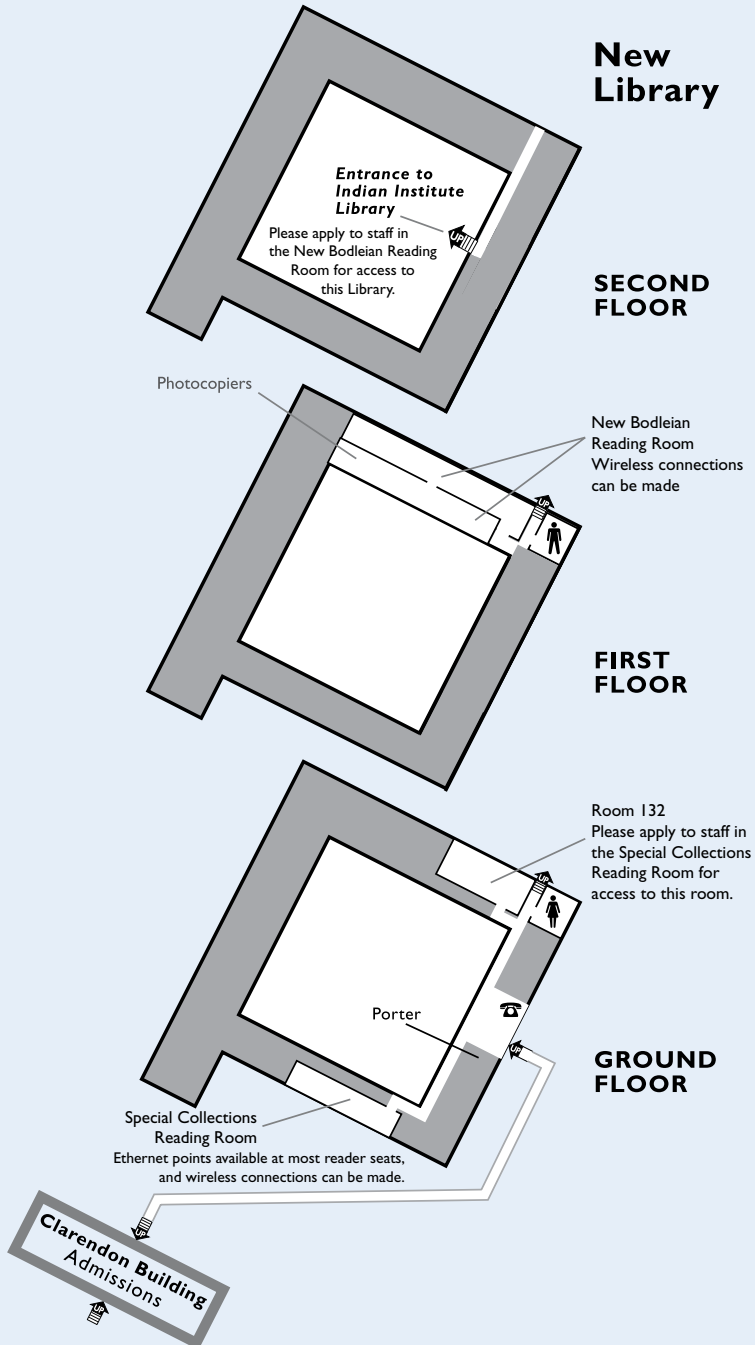 New
Library
Entrance to
Indian Institute
Library
Please apply to staff in
the New Bodleian Reading
Room for access to
this Library.
UP
SECOND
FLOOR
Photocopiers
New Bodleian
Reading Room
Wireless connections
can be made
UP
FIRST
FLOOR
Room 132
Please apply to staff in
the Special Collections
Reading Room for
access to this room.
UP
Porter
UP
GROUND
FLOOR
Special Collections
Reading Room
Ethernet points available at most reader seats,
and wireless connections can be made.
UP
Clarendon Building
Admissions
UP